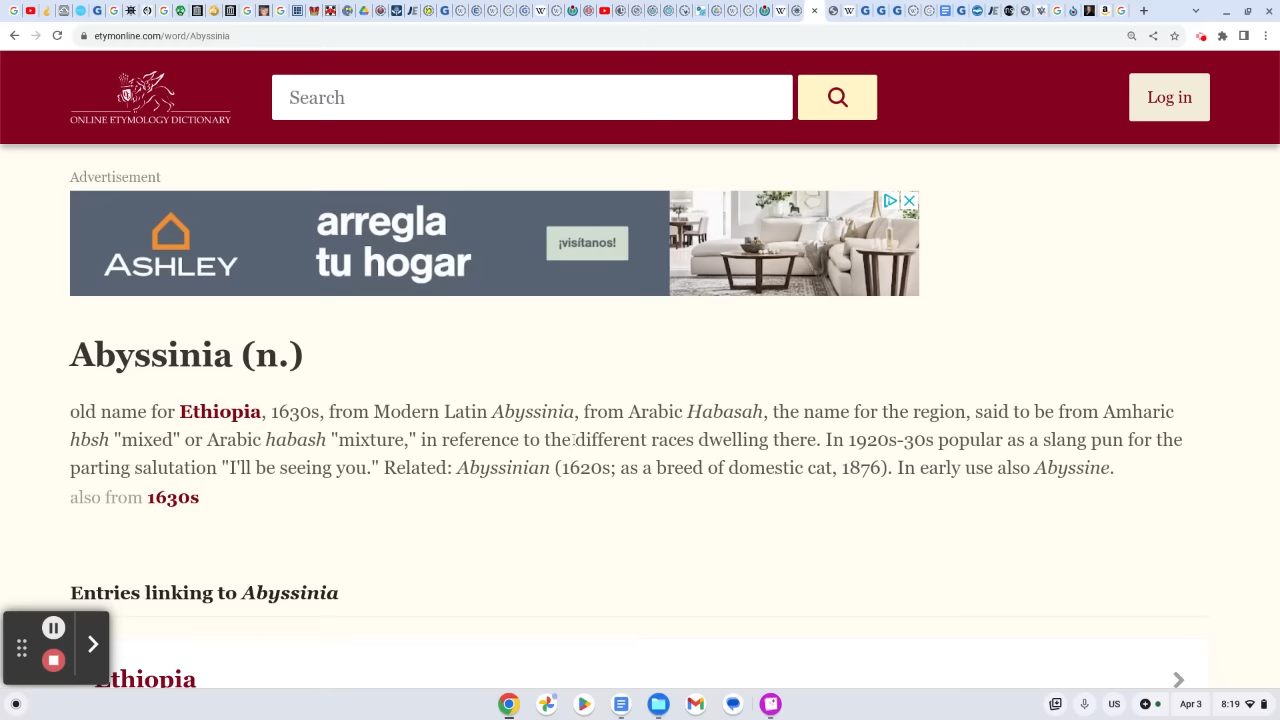 etymonline.com/word/Abyssinia
ONLINE ETYMOLOGY DICTIONARY
Search
Log in
Advertisement
ASHLEY
arregla
tu hogar
¡visítanos!
Abyssinia (n.)
old name for Ethiopia, 1630s, from Modern Latin Abyssinia, from Arabic Habasah, the name for the region, said to be from Amharic
hbsh "mixed" or Arabic habash "mixture," in reference to the different races dwelling there. In 1920s-30s popular as a slang pun for the
parting salutation "I'll be seeing you." Related: Abyssinian (1620s; as a breed of domestic cat, 1876). In early use also Abyssine.
also from 1630s
Entries linking to Abyssinia
Ethiopia
US
Apr 3
8:19